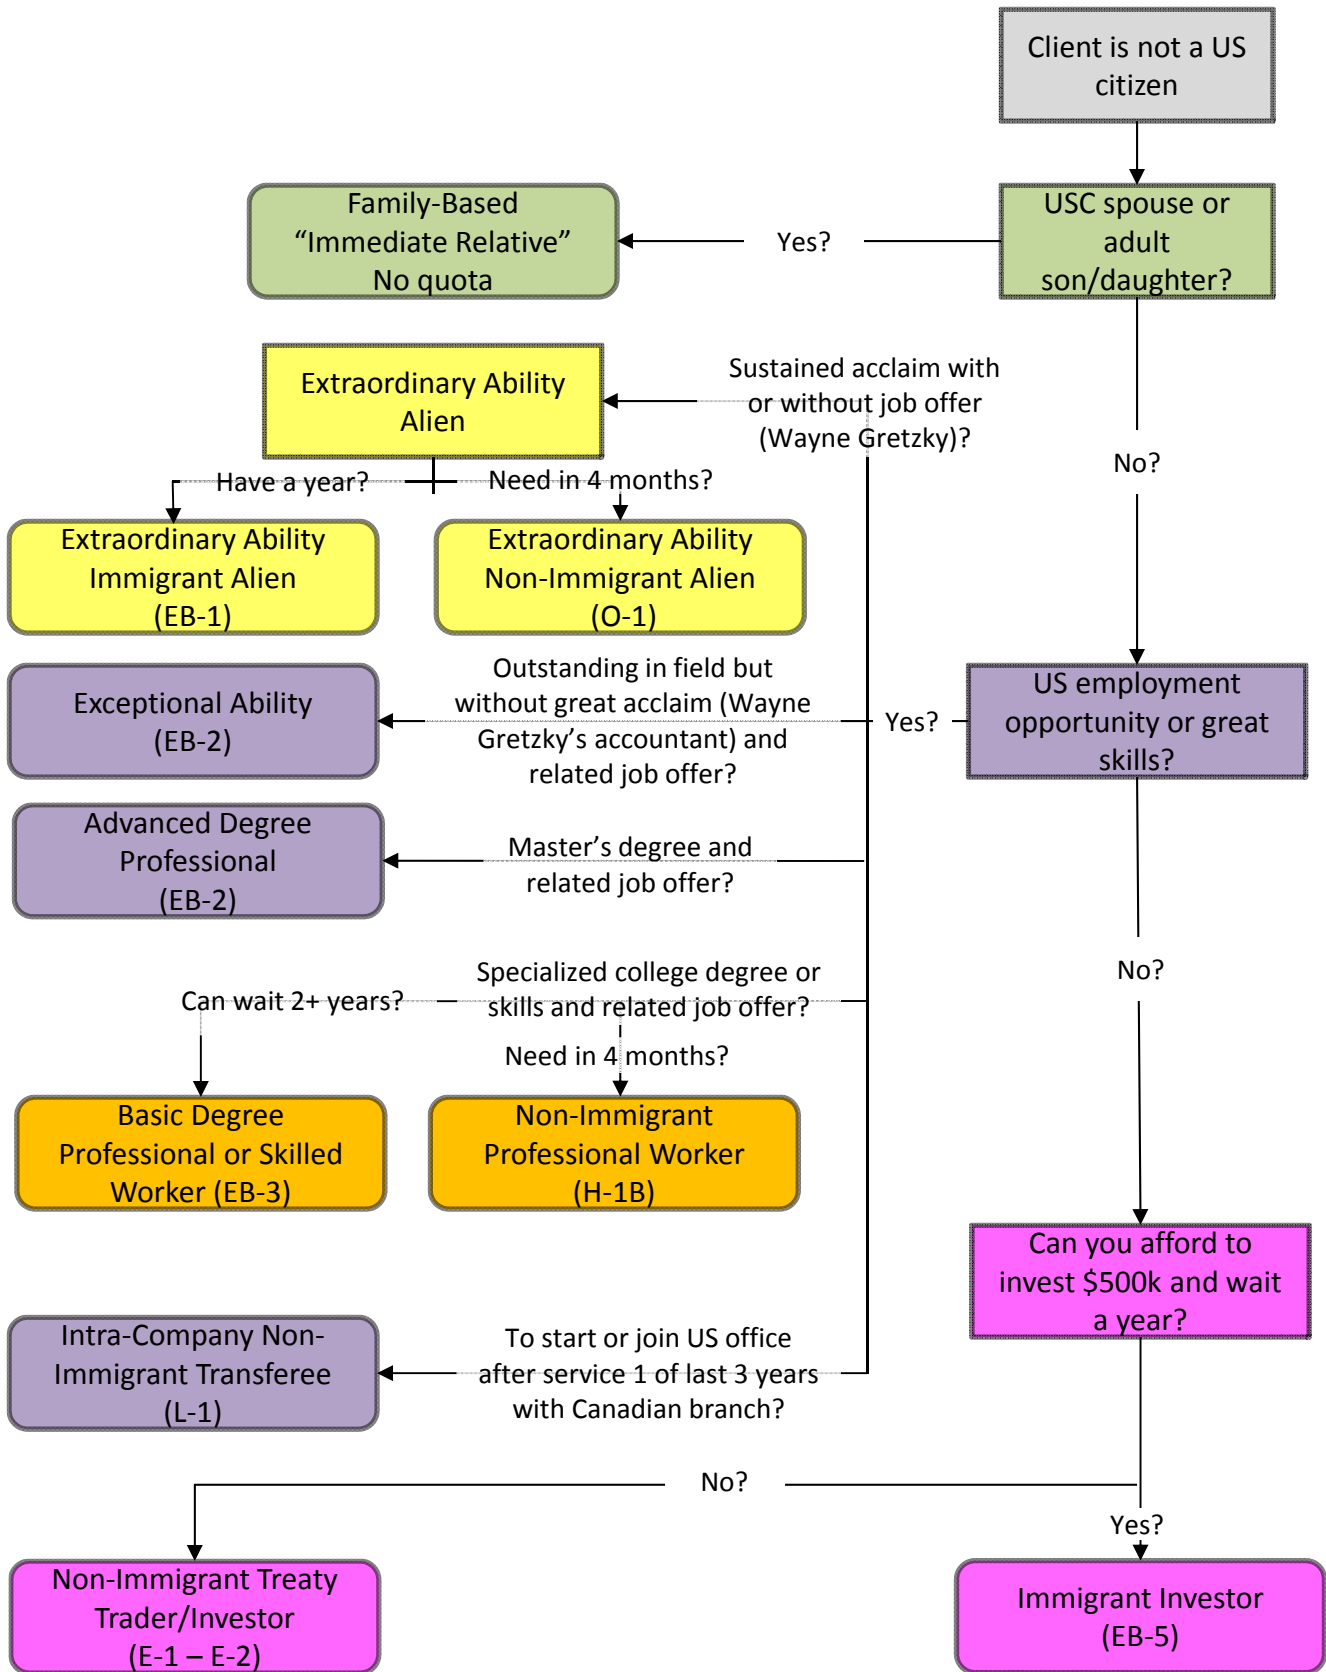 Client is not a US
citizen
Family-Based
“Immediate Relative”
No quota
Yes?
USC spouse or
adult
son/daughter?
Extraordinary Ability
Alien
Sustained acclaim with
or without job offer
(Wayne Gretzky)?
No?
Have a year?
Need in 4 months?
Extraordinary Ability
Immigrant Alien
(EB-1)
Extraordinary Ability
Non-Immigrant Alien
(O-1)
Exceptional Ability
(EB-2)
Outstanding in field but
without great acclaim (Wayne
Gretzky’s accountant) and
related job offer?
Yes?
US employment
opportunity or great
skills?
Advanced Degree
Professional
(EB-2)
Master’s degree and
related job offer?
No?
Can wait 2+ years?
Specialized college degree or
skills and related job offer?
Need in 4 months?
Basic Degree
Professional or Skilled
Worker (EB-3)
Non-Immigrant
Professional Worker
(H-1B)
Can you afford to
invest $500k and wait
a year?
Intra-Company Non-
Immigrant Transferee
(L-1)
To start or join US office
after service 1 of last 3 years
with Canadian branch?
No?
Yes?
Non-Immigrant Treaty
Trader/Investor
(E-1 – E-2)
Immigrant Investor
(EB-5)